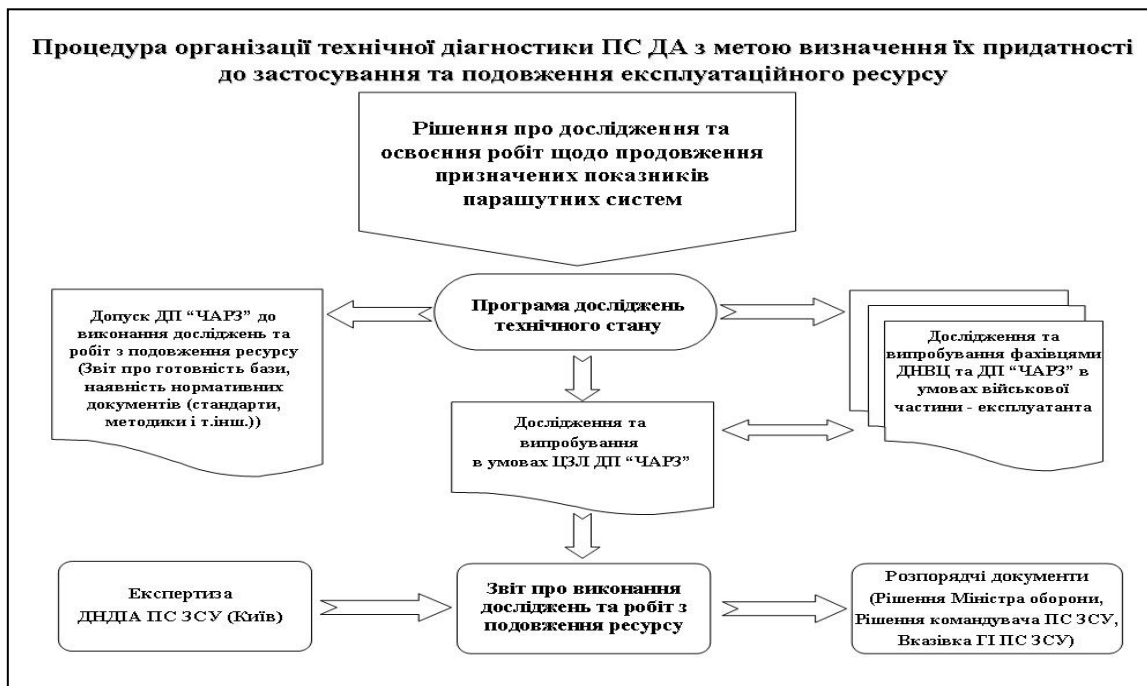 Процедура організації технічної діагностики ПС ДА з метою визначення їх придатності
до застосування та подовження експлуатаційного ресурсу
Рішення про дослідження та
освоєння робіт щодо продовження
призначених показників
парашутних систем
Програма досліджень
технічного стану
Допуск ДП “ЧАРЗ” до
виконання досліджень та
робіт з подовження ресурсу
(Звіт про готовність бази,
наявність нормативних
документів (стандарти,
методики і т.інш.))
Дослідження та
випробування фахівцями
ДНВЦ та ДП “ЧАРЗ” в
умовах військової
частини - експлуатанта
Дослідження та
випробування
в умовах ЦЗЛ ДП “ЧАРЗ”
Експертиза
ДНДІА ПС ЗСУ (Київ)
Звіт про виконання
досліджень та робіт з
подовження ресурсу
Розпорядчі документи
(Рішення Міністра оборони,
Рішення командувача ПС ЗСУ,
Вказівка ГІ ПС ЗСУ)